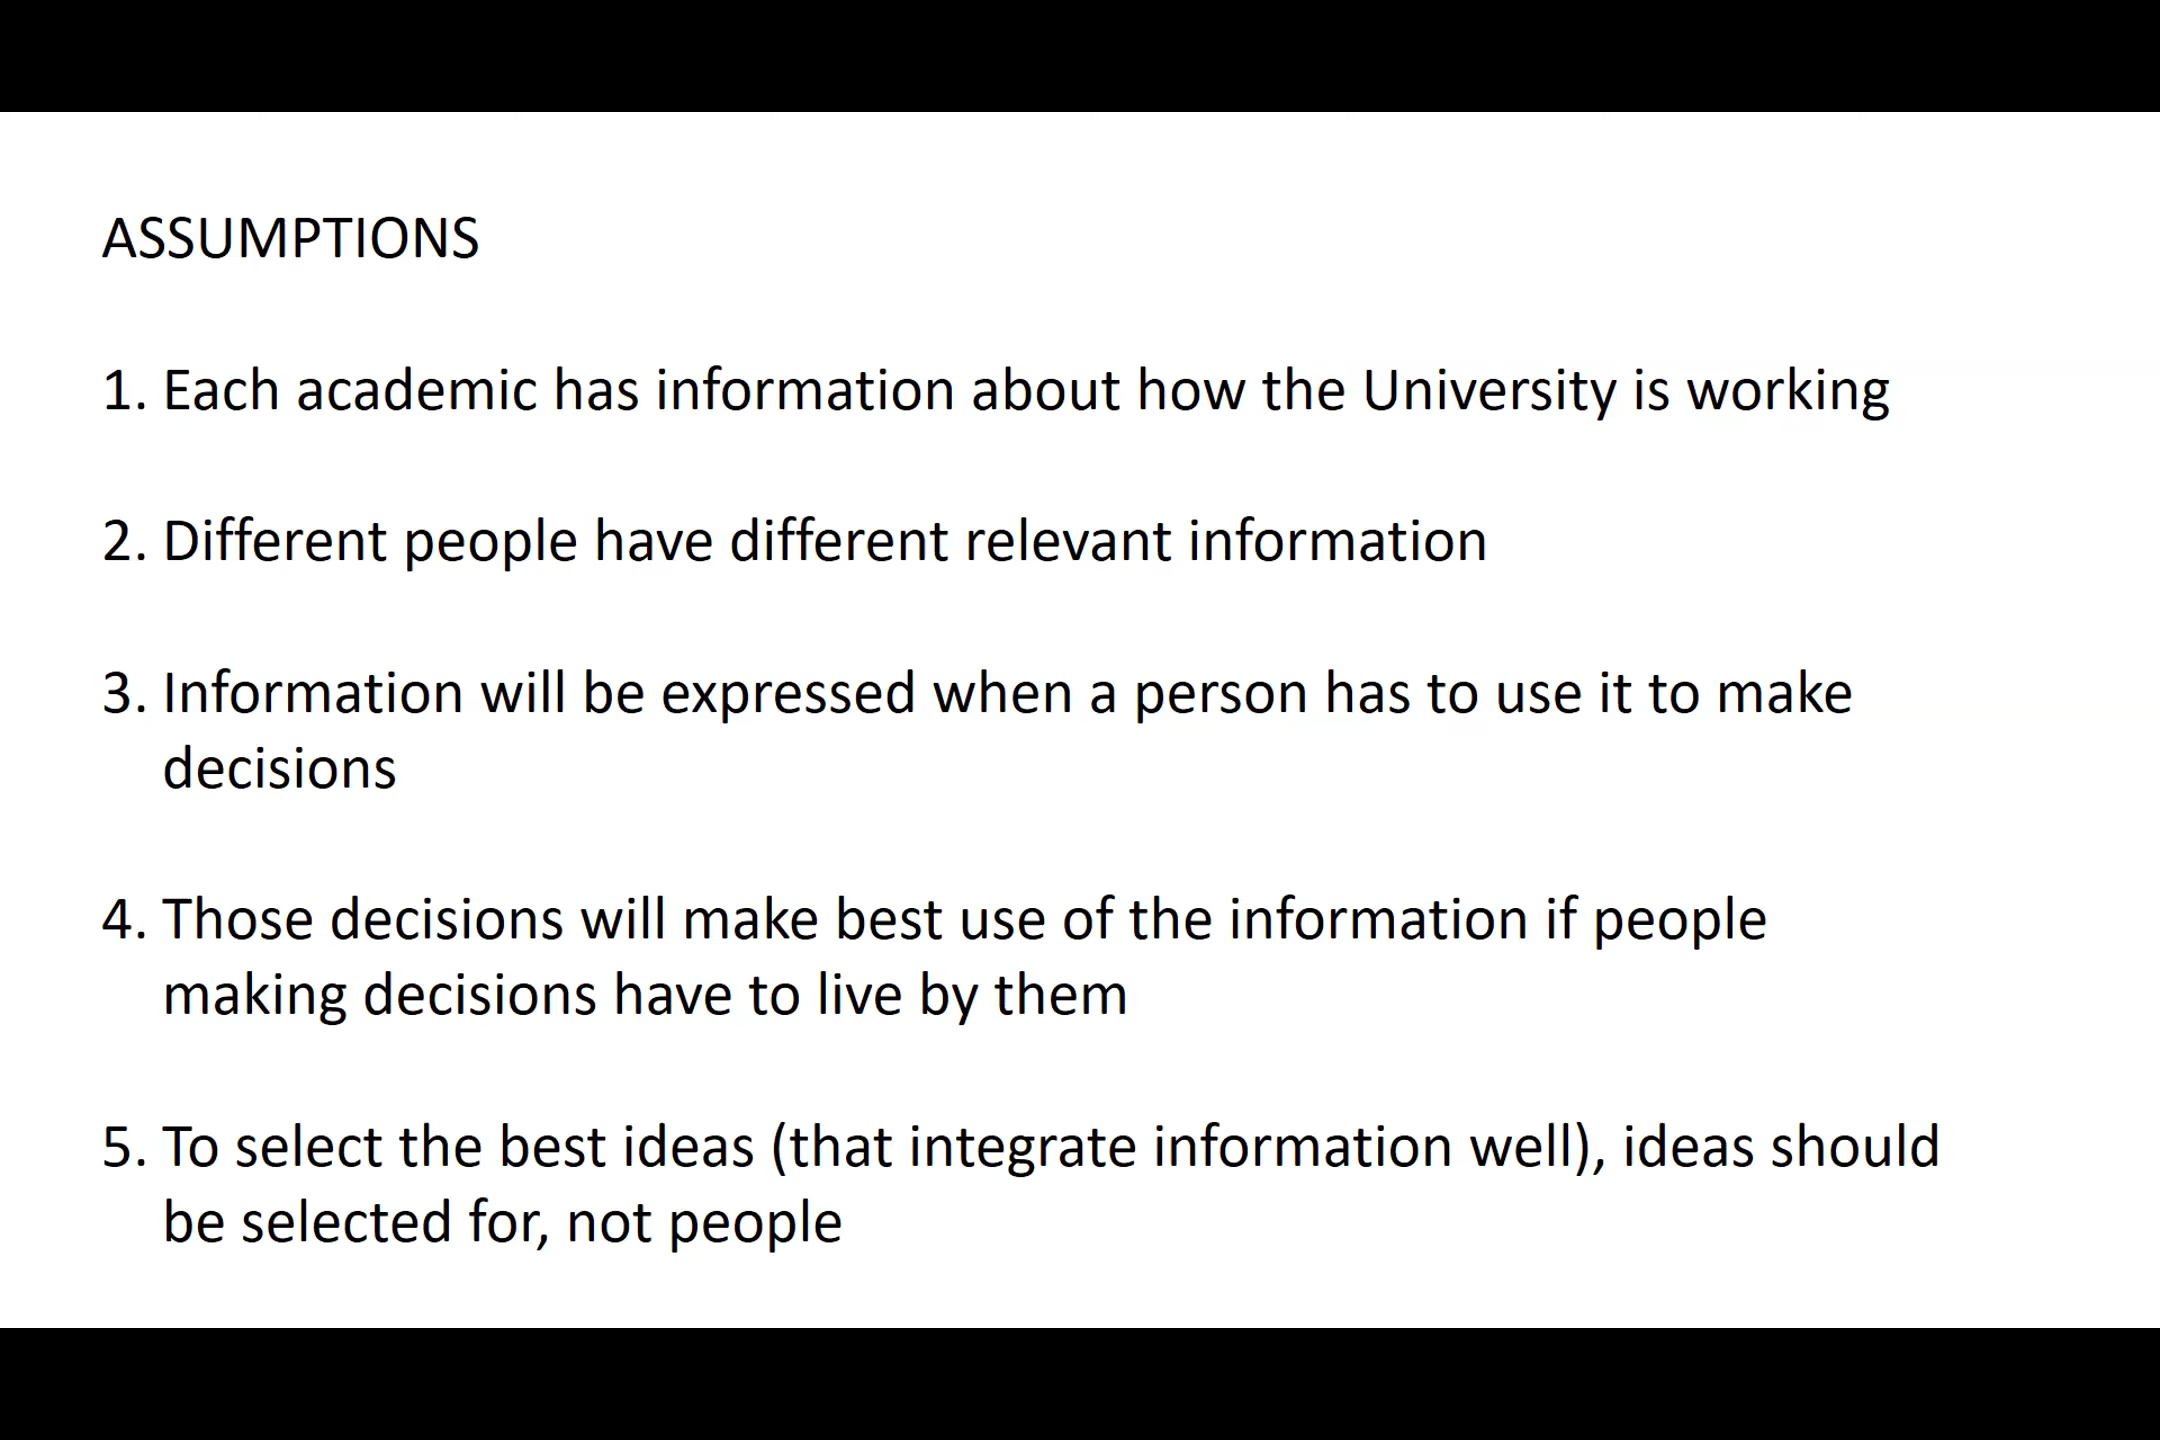 ASSUMPTIONS
1. Each academic has information about how the University is working
2. Different people have different relevant information
3. Information will be expressed when a person has to use it to make
decisions
4. Those decisions will make best use of the information if people
making decisions have to live by them
5. To select the best ideas (that integrate information well), ideas should
be selected for, not people